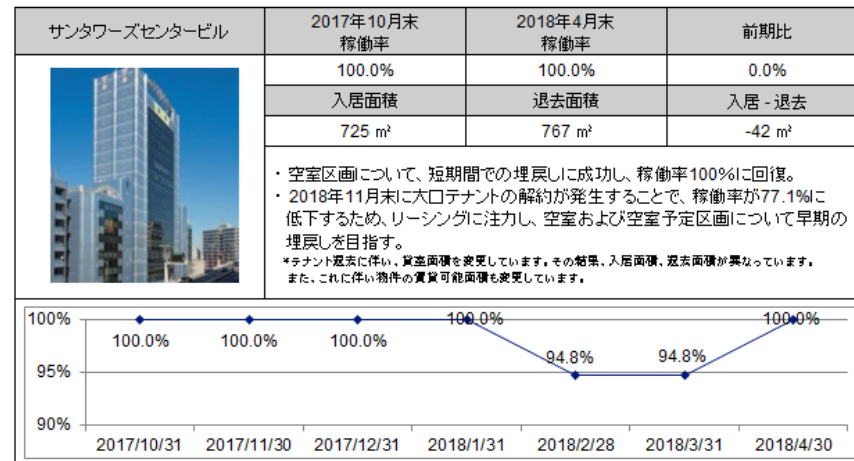 サンタワーズセンタービル
2017年10月末
稼働率
2018年4月末
稼働率
前期比
100.0%
100.0%
0.0%
入居面積
退去面積
入居 - 退去
725 ㎡
767 ㎡
-42 ㎡
・ 空室区画について、短期間での埋戻しに成功し、稼働率100%に回復。
・ 2018年11月末に大口テナントの解約が発生することで、稼働率が77.1%に
低下するため、リーシングに注力し、空室および空室予定区画について早期の
埋戻しを目指す。
*テナント退去に伴い、貸室面積を変更しています。その結果、入居面積、退去面積が異なっています。
また、これに伴い物件の賃貸可能面積も変更しています。
100%
95%
90%
100.0%
100.0%
100.0%
100.0%
94.8%
94.8%
100.0%
2017/10/31
2017/11/30
2017/12/31
2018/1/31
2018/2/28
2018/3/31
2018/4/30